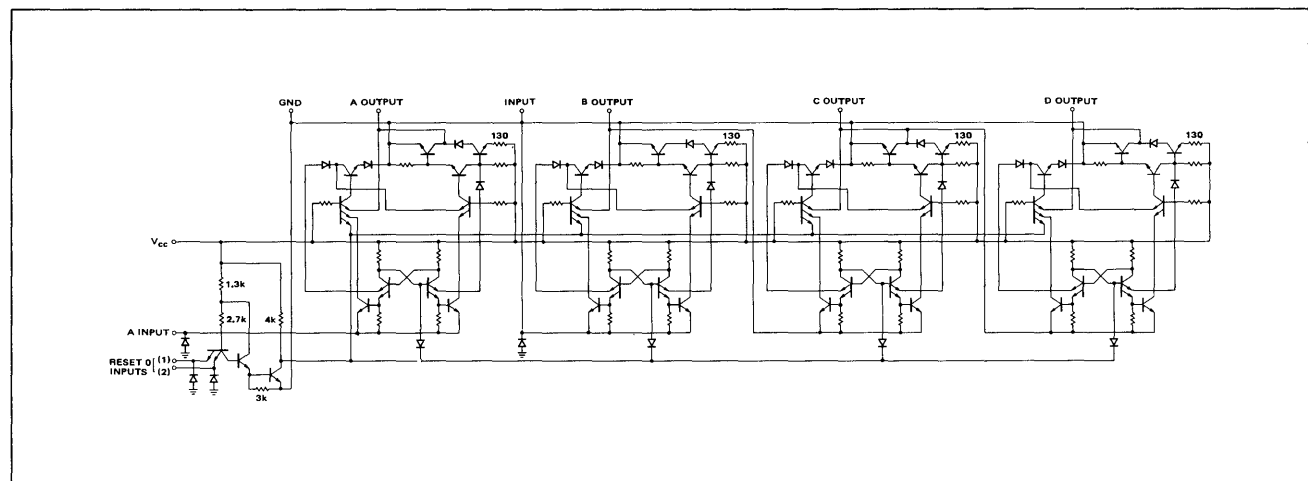 GND A OUTPUT INPUT B OUTPUT C OUTPUT D OUTPUT
130 130 130 130
Vcc
1.3k
2.7k 4k
A INPUT
RESET 0 (1)
INPUTS (2)
3k